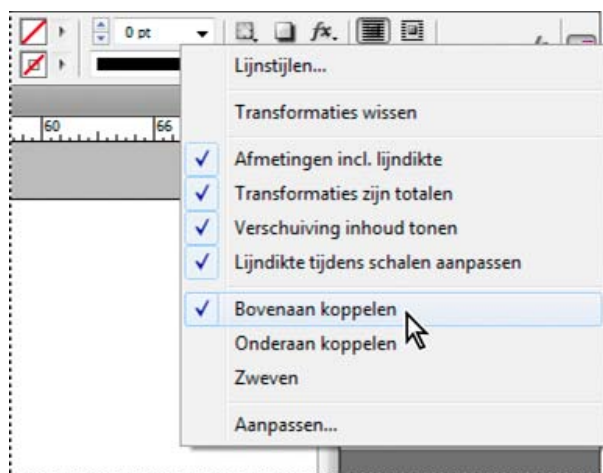 0 pt
fx.
60 66
Lijnstijlen...
Transformaties wissen
Afmetingen incl. lijndikte
Transformaties zijn totalen
Verschuiving inhoud tonen
Lijndikte tijdens schalen aanpassen
Bovenaan koppelen
Onderaan koppelen
Zweven
Aanpassen...